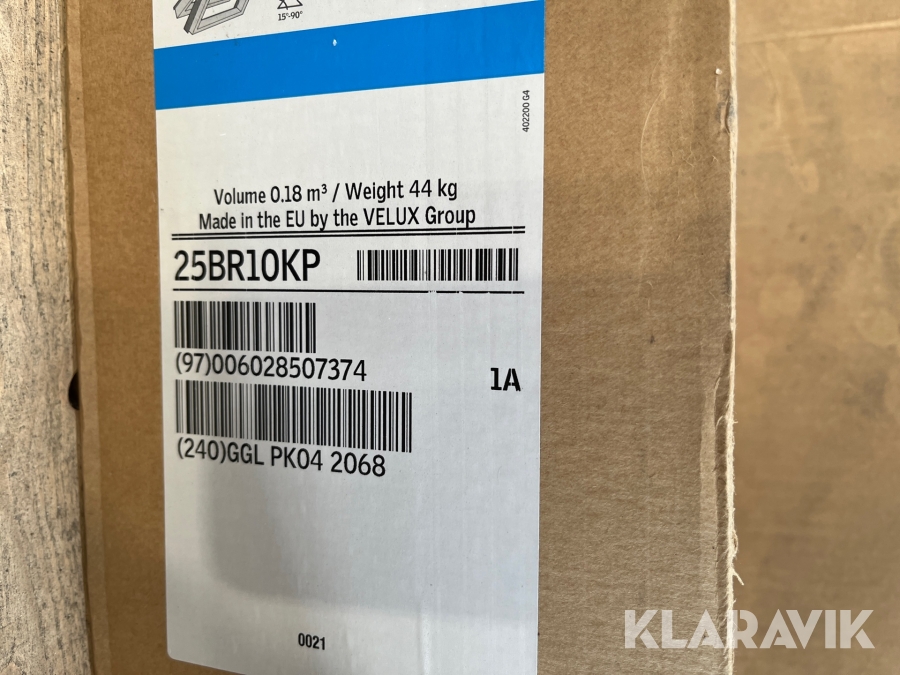 15°-90°
402200 G4
Volume 0.18 m³ / Weight 44 kg
Made in the EU by the VELUX Group
25BR10KP
(97)006028507374
1A
(240)GGL PK04 2068
0021
KLARAVIK